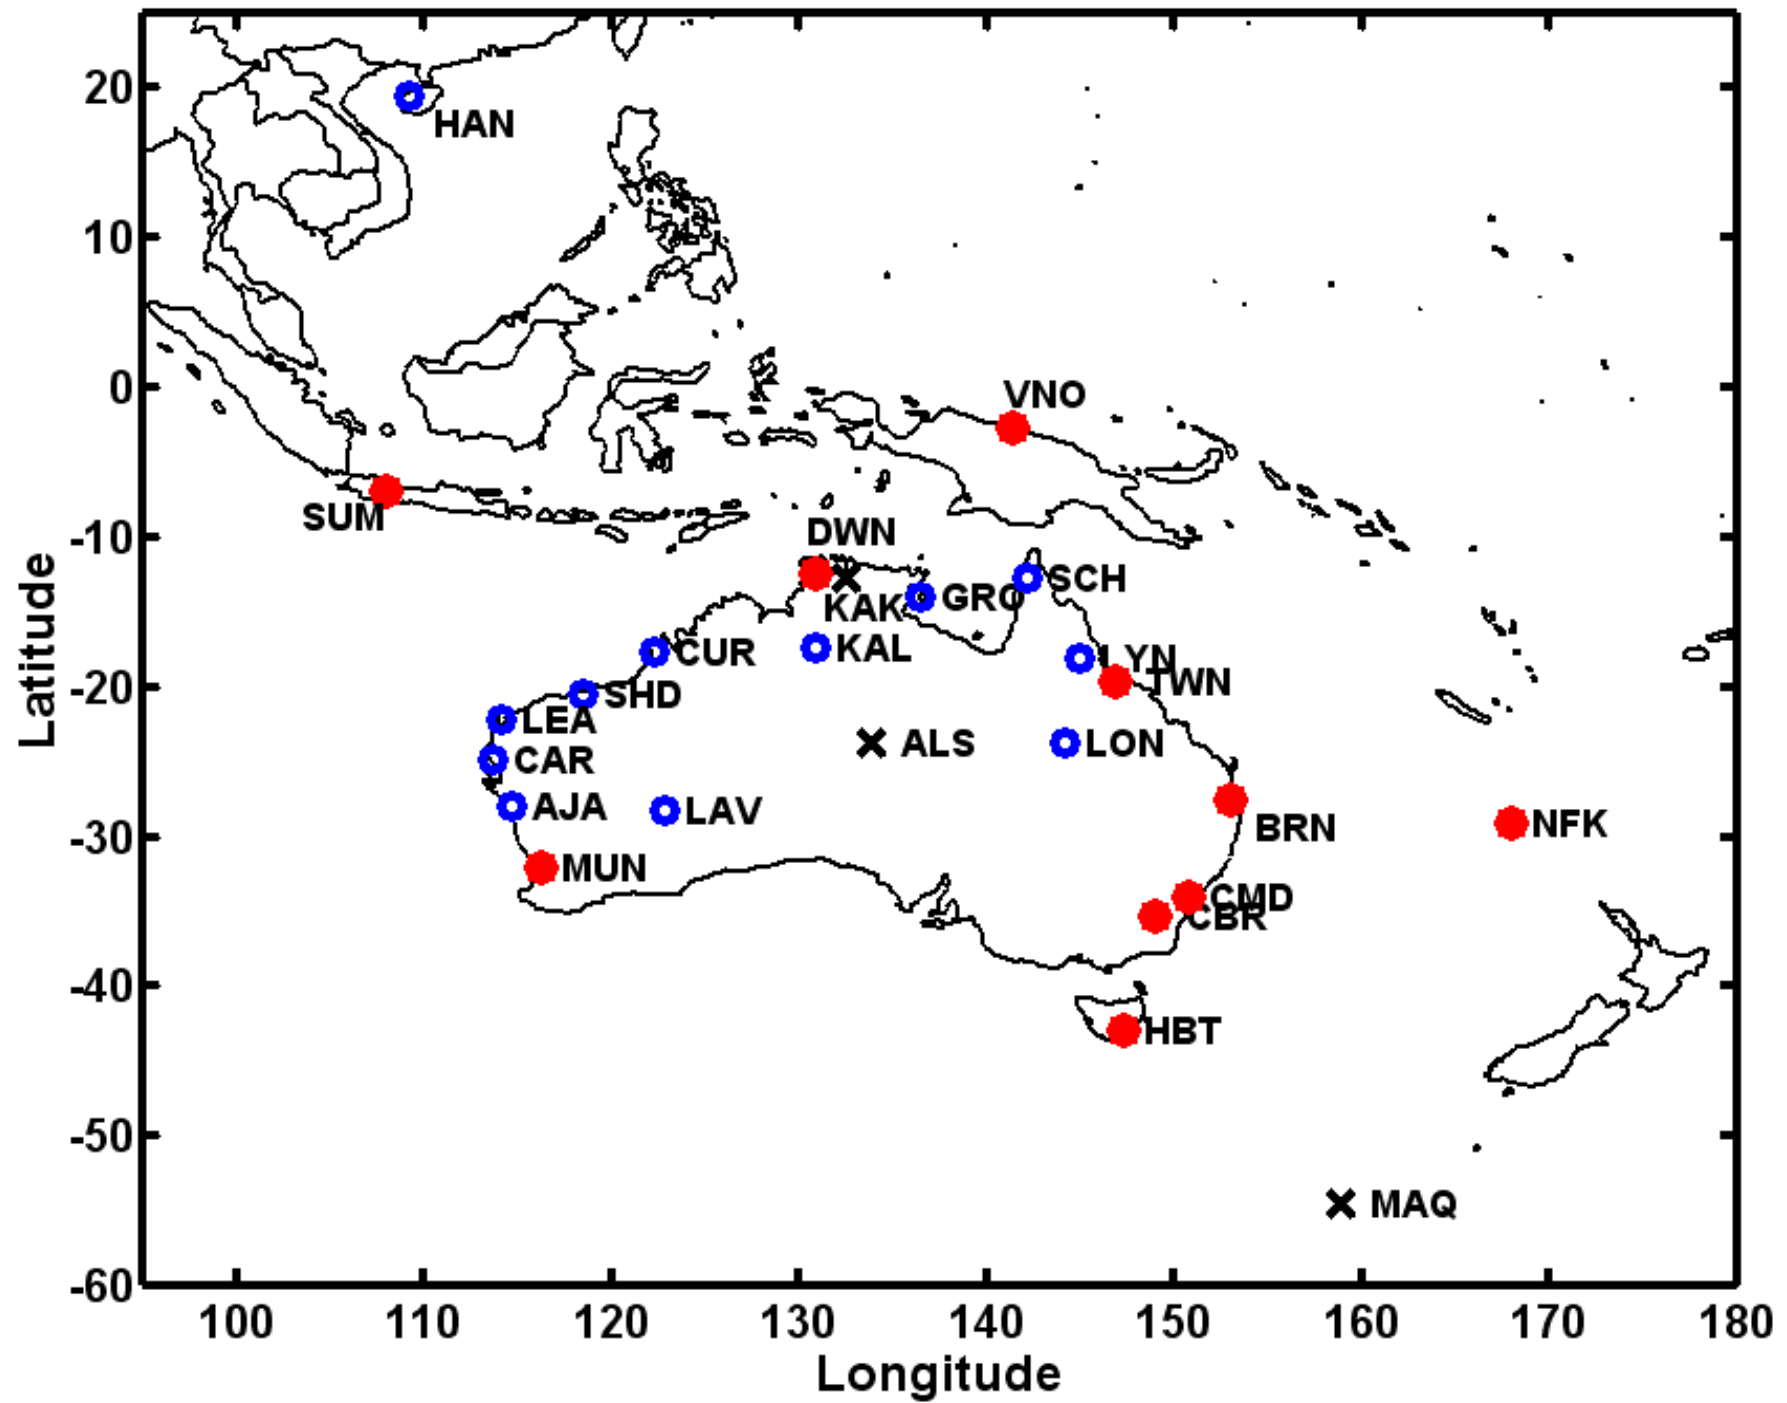 20
HAN
10
VNO
0
SUM
-10
DWN
SCH
GRO
KAK
KAL
CUR
LYN
TWN
-20
SHD
LEA
ALS
LON
CAR
AJA
LAV
BRN
NFK
-30
MUN
CMD
CBR
-40
HBT
-50
MAQ
-60
100 110 120 130 140 150 160 170 180
Longitude
Latitude